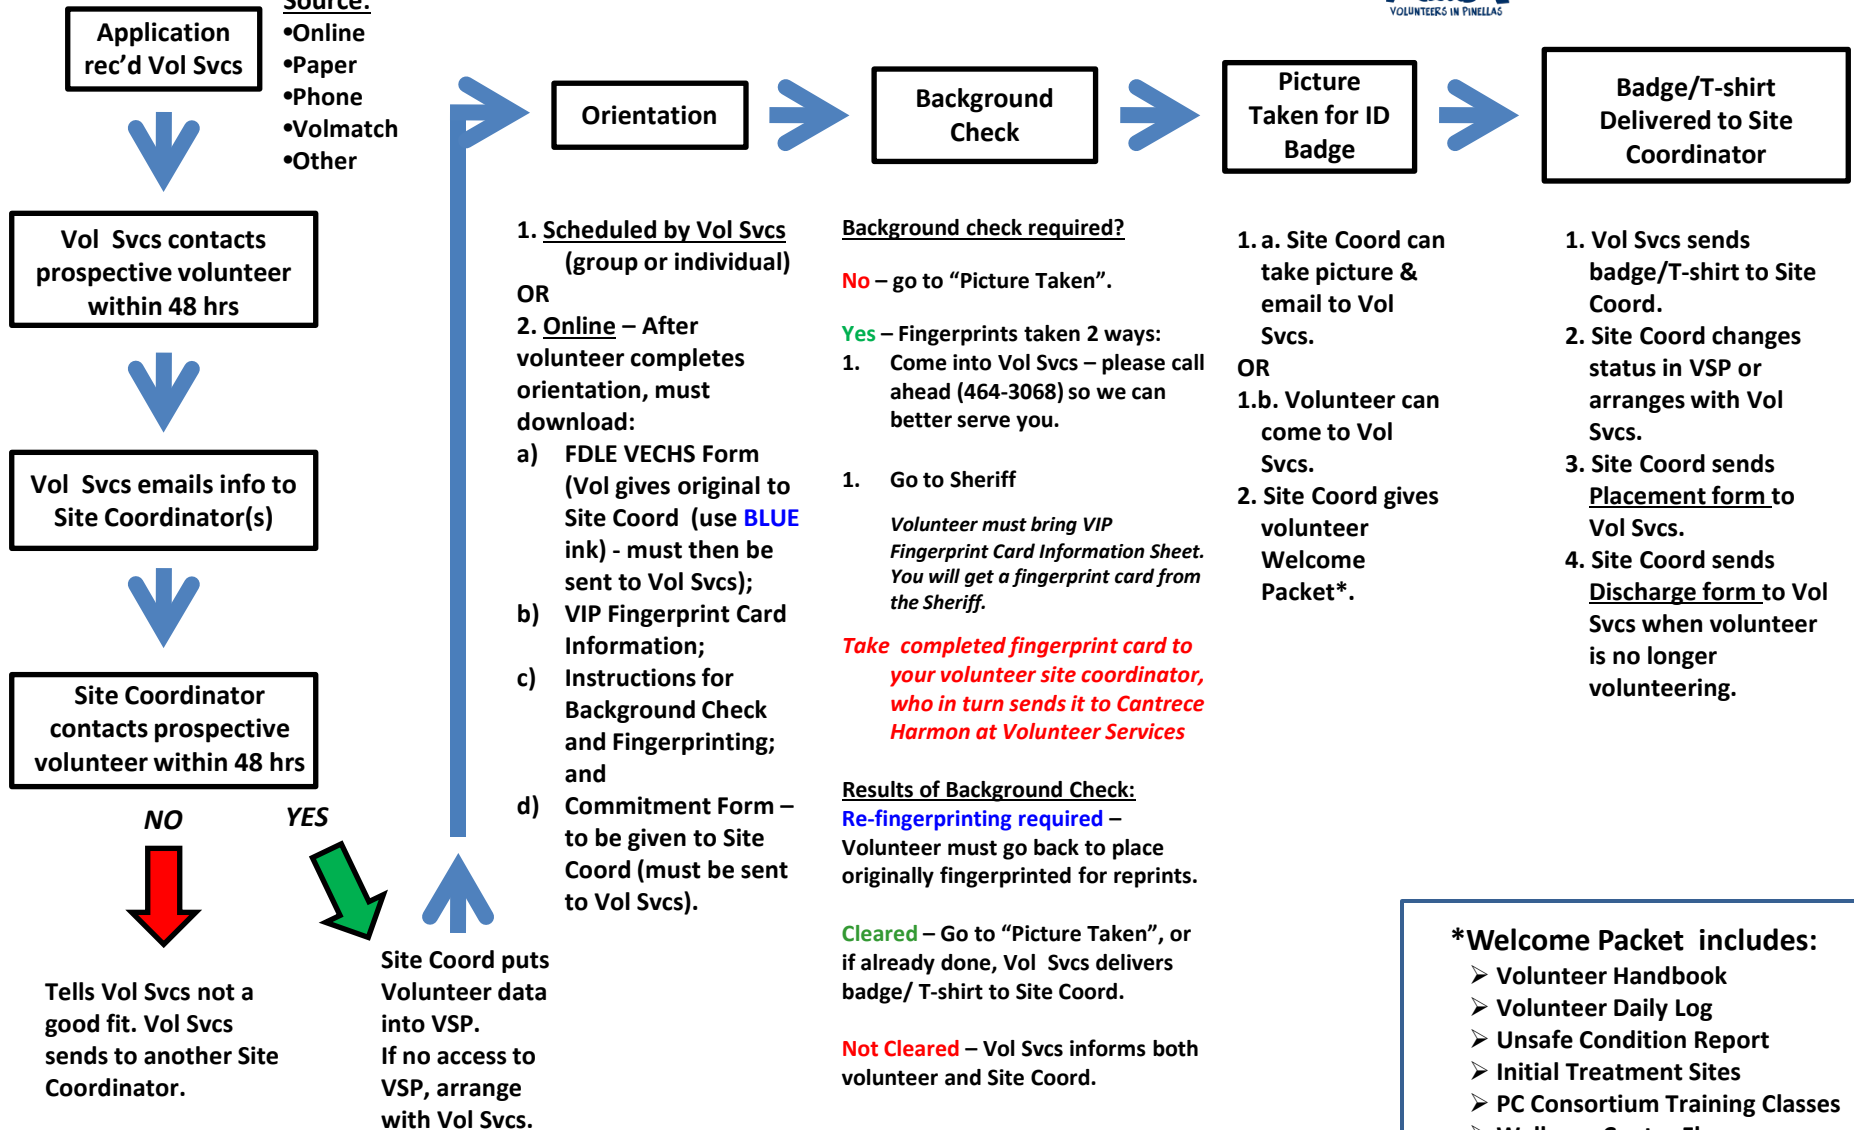 Source:
•Online
•Paper
•Phone
•Volmatch
•Other
Application
rec’d Vol Svcs
Vol Svcs contacts
prospective volunteer
within 48 hrs
Vol Svcs emails info to
Site Coordinator(s)
Site Coordinator
contacts prospective
volunteer within 48 hrs
NO
YES
Tells Vol Svcs not a
good fit. Vol Svcs
sends to another Site
Coordinator.
Site Coord puts
Volunteer data
into VSP.
If no access to
VSP, arrange
with Vol Svcs.
VOLUNTEERS IN PINELLAS
Orientation
1. Scheduled by Vol Svcs
(group or individual)
OR
2. Online – After
volunteer completes
orientation, must
download:
a) FDLE VECHS Form
(Vol gives original to
Site Coord (use BLUE
ink) - must then be
sent to Vol Svcs);
b) VIP Fingerprint Card
Information;
c) Instructions for
Background Check
and Fingerprinting;
and
d) Commitment Form –
to be given to Site
Coord (must be sent
to Vol Svcs).
Background
Check
Background check required?
No – go to “Picture Taken”.
Yes – Fingerprints taken 2 ways:
1. Come into Vol Svcs – please call
ahead (464-3068) so we can
better serve you.
1. Go to Sheriff
Volunteer must bring VIP
Fingerprint Card Information Sheet.
You will get a fingerprint card from
the Sheriff.
Take completed fingerprint card to
your volunteer site coordinator,
who in turn sends it to Cantrece
Harmon at Volunteer Services
Results of Background Check:
Re-fingerprinting required –
Volunteer must go back to place
originally fingerprinted for reprints.
Cleared – Go to “Picture Taken”, or
if already done, Vol Svcs delivers
badge/ T-shirt to Site Coord.
Not Cleared – Vol Svcs informs both
volunteer and Site Coord.
Picture
Taken for ID
Badge
1. a. Site Coord can
take picture &
email to Vol
Svcs.
OR
1.b. Volunteer can
come to Vol
Svcs.
2. Site Coord gives
volunteer
Welcome
Packet*.
Badge/T-shirt
Delivered to Site
Coordinator
1. Vol Svcs sends
badge/T-shirt to Site
Coord.
2. Site Coord changes
status in VSP or
arranges with Vol
Svcs.
3. Site Coord sends
Placement form to
Vol Svcs.
4. Site Coord sends
Discharge form to Vol
Svcs when volunteer
is no longer
volunteering.
*Welcome Packet includes:
➢ Volunteer Handbook
➢ Volunteer Daily Log
➢ Unsafe Condition Report
➢ Initial Treatment Sites
➢ PC Consortium Training Classes